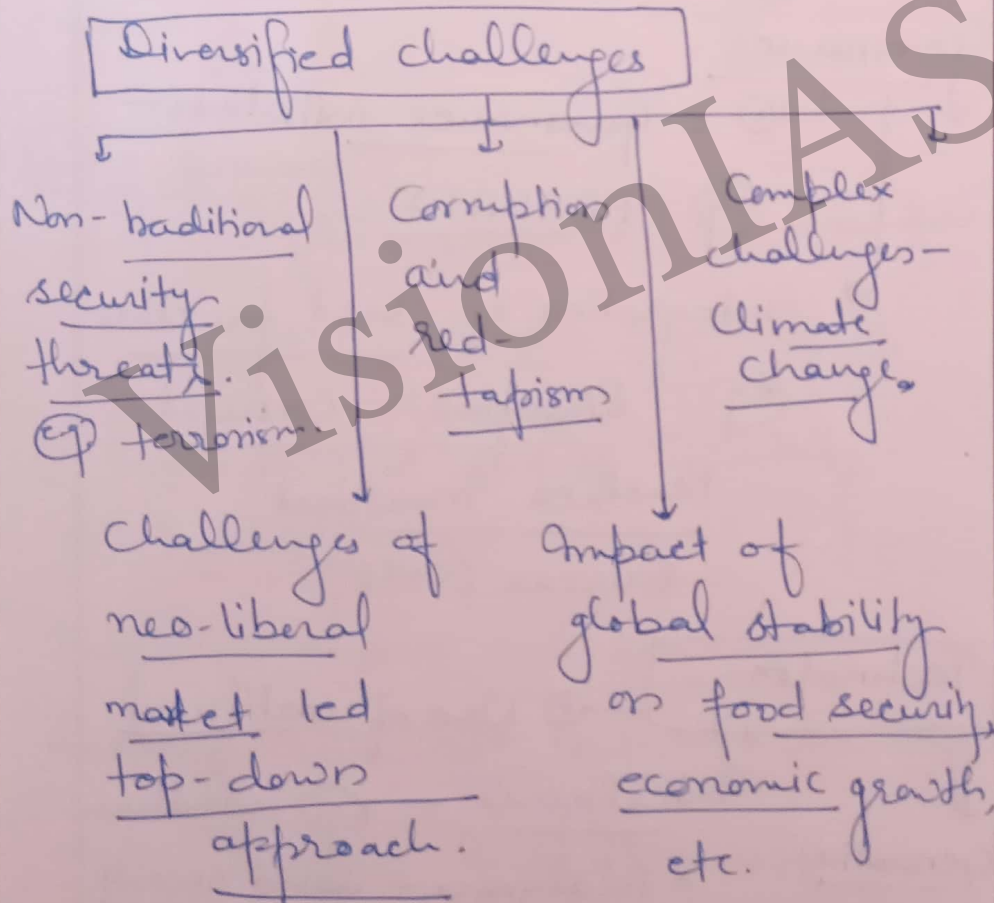 Diversified challenges
Non-traditional
security
threats.
eg) terrorism.
Corruption
and
red-
tapism
Complex
challenges-
Climate
change.
Challenges of
neo-liberal
market led
top-down
approach.
Impact of
global stability
on food security,
economic growth,
etc.
VisionIAS